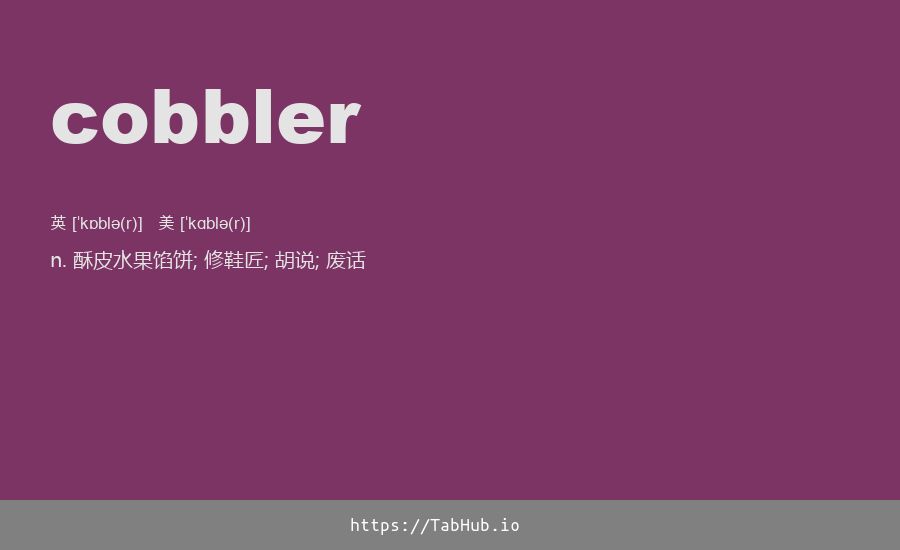 cobbler
英 [ˈkɒblə(r)] 美 [ˈkɑblə(r)]
n. 酥皮水果馅饼; 修鞋匠; 胡说; 废话
https://TabHub.io